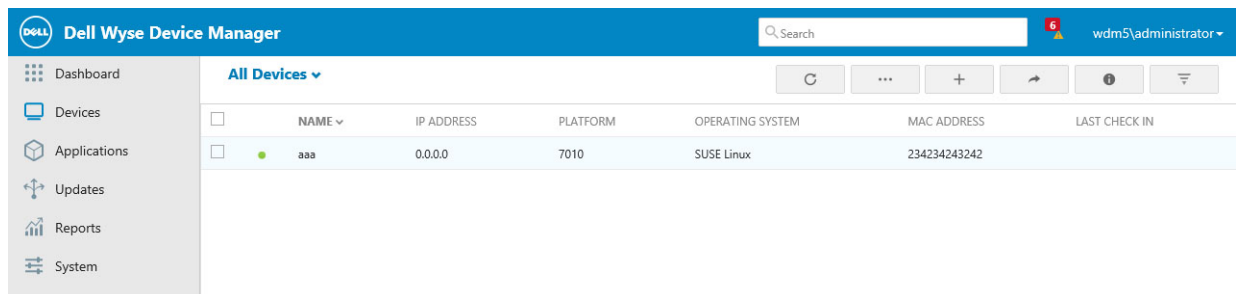 DELL Dell Wyse Device Manager Search 6 wdm5\administrator
Dashboard
Devices
Applications
Updates
Reports
System
All Devices
NAME IP ADDRESS PLATFORM OPERATING SYSTEM MAC ADDRESS LAST CHECK IN
aaa 0.0.0.0 7010 SUSE Linux 234234243242